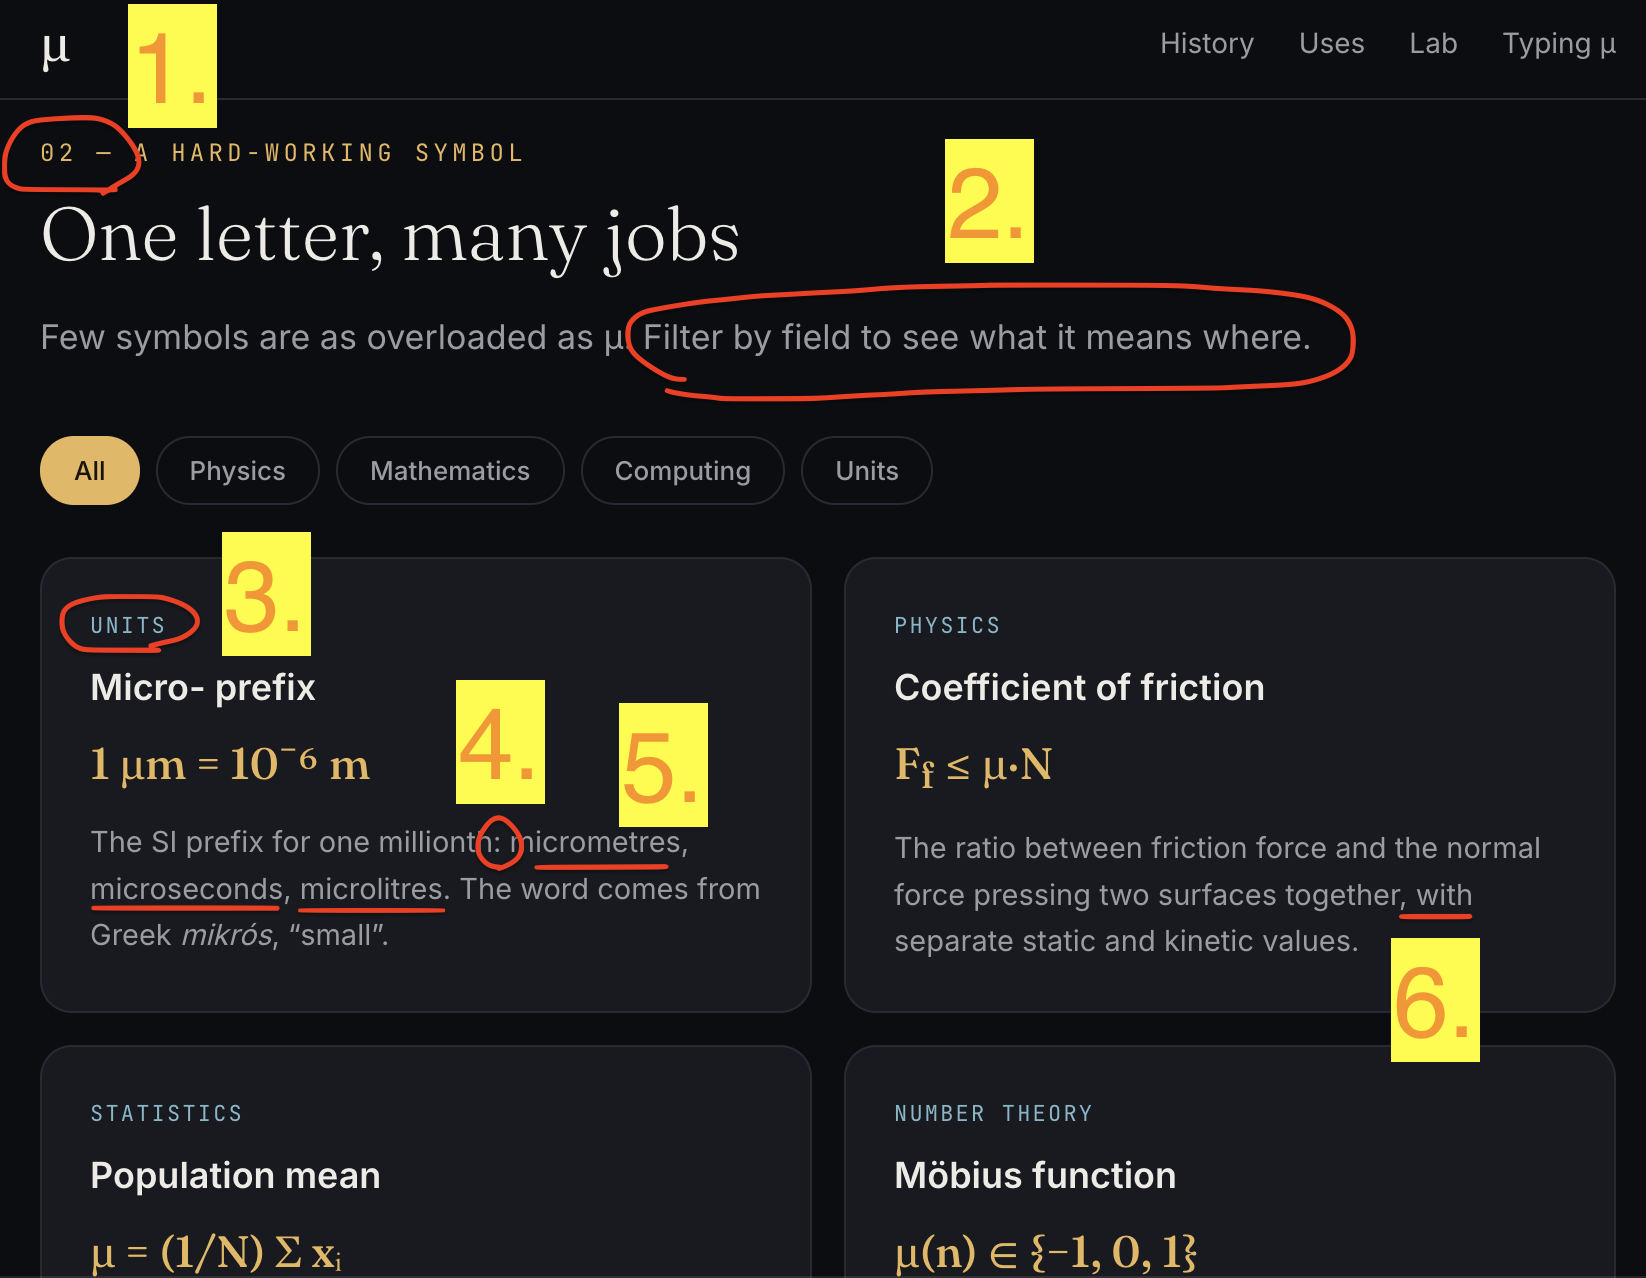 µ
1.
History Uses Lab Typing µ
02 — A HARD-WORKING SYMBOL
2.
One letter, many jobs
Few symbols are as overloaded as µ. Filter by field to see what it means where.
All Physics Mathematics Computing Units
3.
UNITS
Micro- prefix
4.
5.
1 µm = 10⁻⁶ m
The SI prefix for one millionth: micrometres,
microseconds, microlitres. The word comes from
Greek mikrós, “small”.
PHYSICS
Coefficient of friction
F_f ≤ µ·N
The ratio between friction force and the normal
force pressing two surfaces together, with
separate static and kinetic values.
6.
STATISTICS
Population mean
µ = (1/N) Σ xᵢ
NUMBER THEORY
Möbius function
µ(n) ∈ {−1, 0, 1}